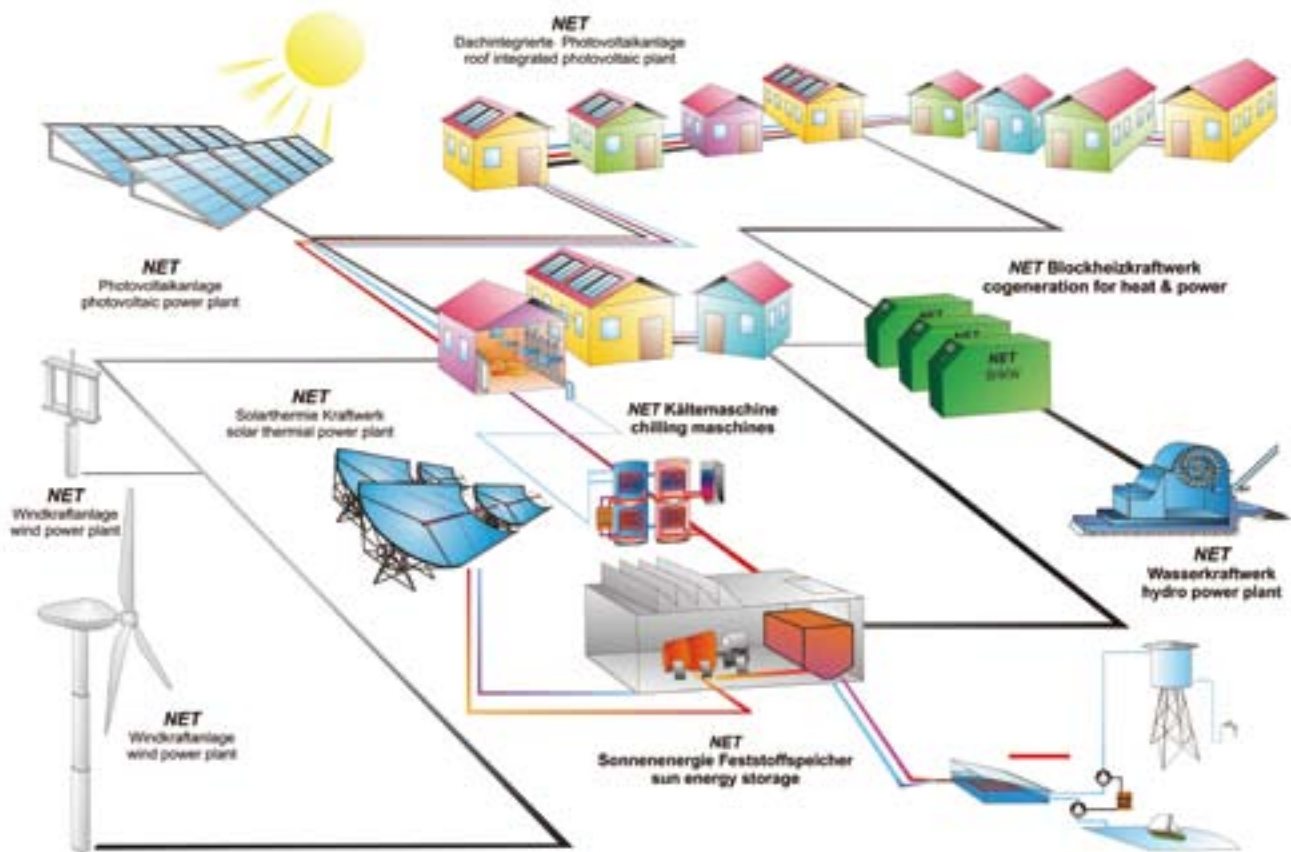 NET
Dachintegrierte Photovoltaikanlage
roof integrated photovoltaic plant
NET
Photovoltaikanlage
photovoltaic power plant
NET Blockheizkraftwerk
cogeneration for heat & power
NET
NET
NET
BHKW
NET
Solarthermie Kraftwerk
solar thermial power plant
NET Kältemaschine
chilling maschines
NET
Windkraftanlage
wind power plant
NET
Wasserkraftwerk
hydro power plant
NET
Windkraftanlage
wind power plant
NET
Sonnenenergie Feststoffspeicher
sun energy storage